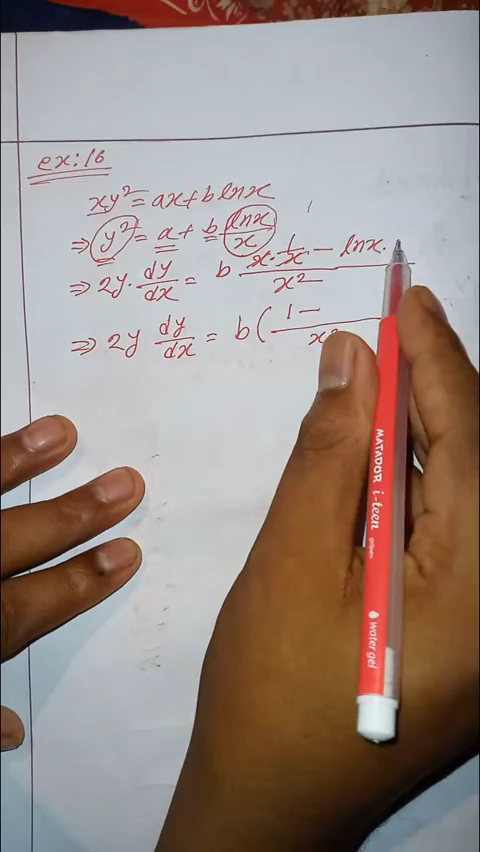 ex:16
xy² = ax + b lnx
⇒ y² = a + b lnx/x
⇒ 2y. dy/dx = b x. 1/x - lnx. / x²
⇒ 2y dy/dx = b ( 1 - / x²
MATADOR i-teen
water gel